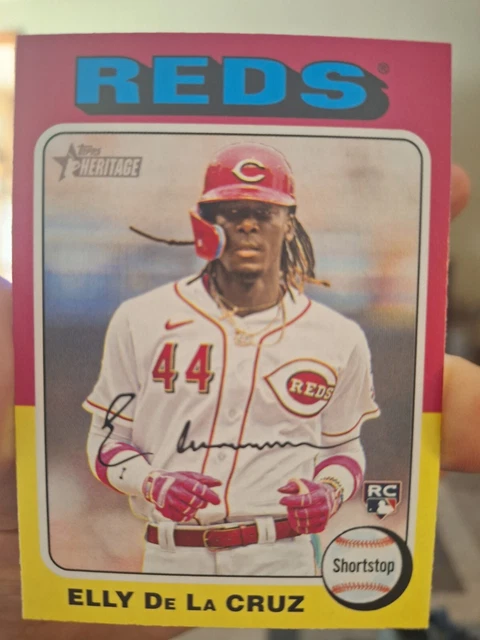 REDS®
Topps
HERITAGE
C
44
REDS
RC
Shortstop
ELLY DE LA CRUZ